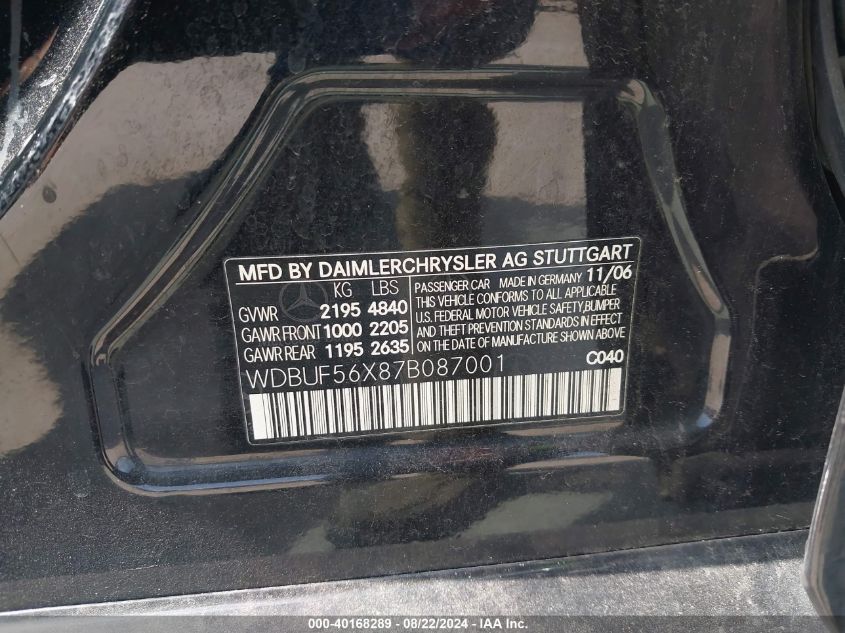 MFD BY DAIMLERCHRYSLER AG STUTTGART
KG LBS
GVWR 2195 4840
GAWR FRONT 1000 2205
GAWR REAR 1195 2635
PASSENGER CAR MADE IN GERMANY 11/06
THIS VEHICLE CONFORMS TO ALL APPLICABLE
U.S. FEDERAL MOTOR VEHICLE SAFETY,BUMPER
AND THEFT PREVENTION STANDARDS IN EFFECT
ON THE DATE OF MANUFACTURE SHOWN ABOVE
WDBUF56X87B087001
C040
000-40168289 - 08/22/2024 - © IAA Holdings, LLC.